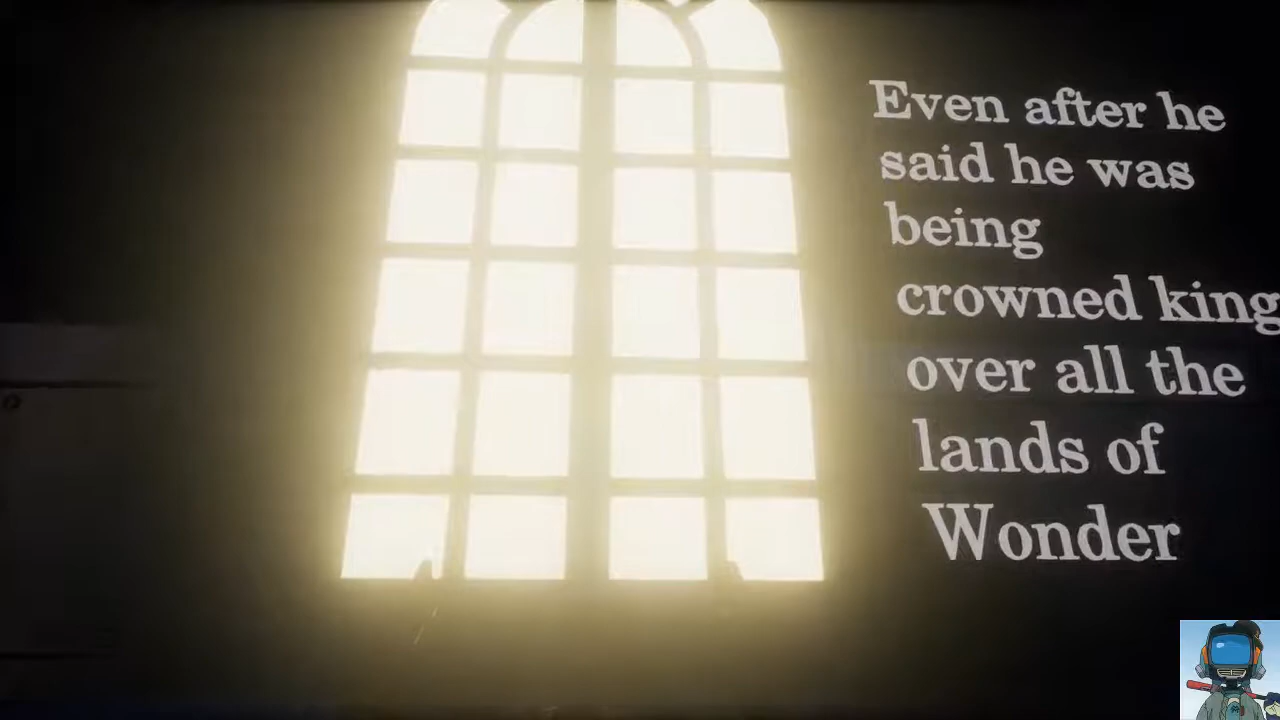 Even after he
said he was
being
crowned king
over all the
lands of
Wonder